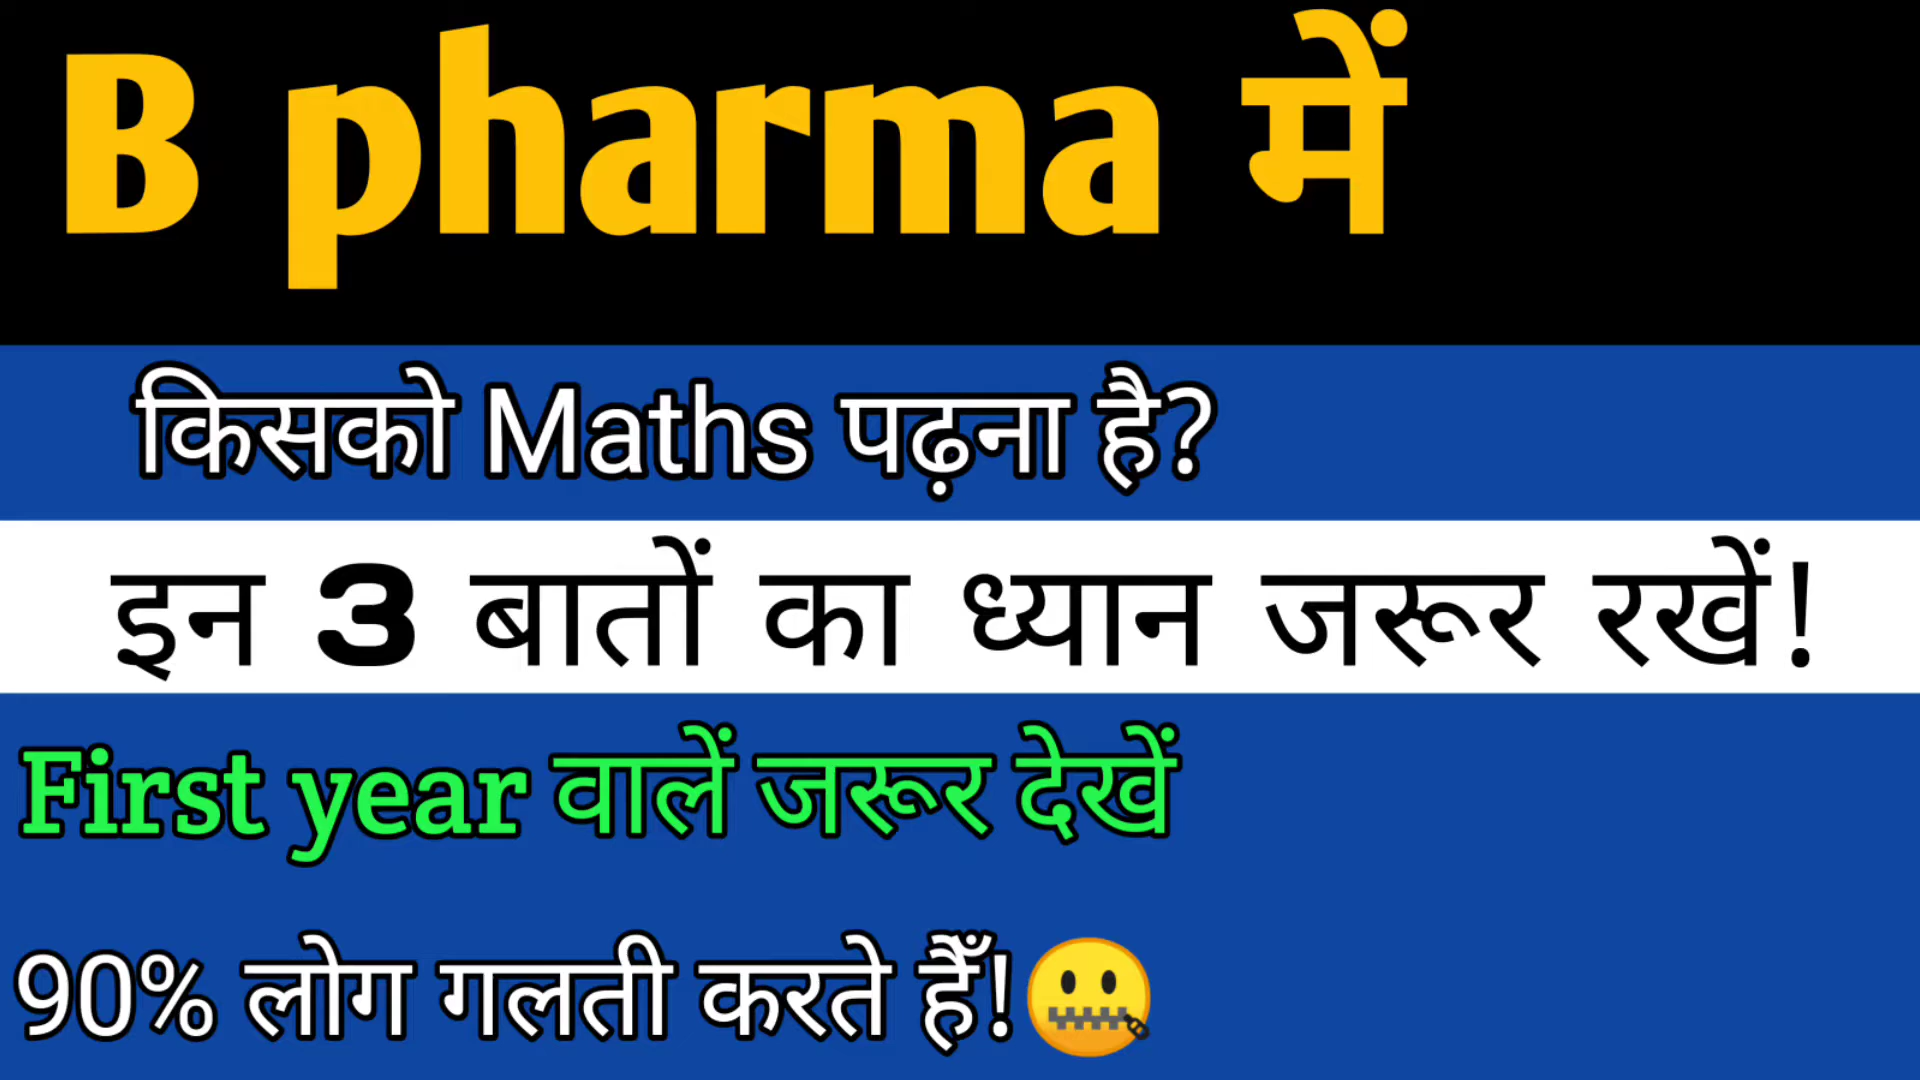 B pharma में
किसको Maths पढ़ना है?
इन 3 बातों का ध्यान जरूर रखें!
First year वालें जरूर देखें
90% लोग गलती करते हैँ!